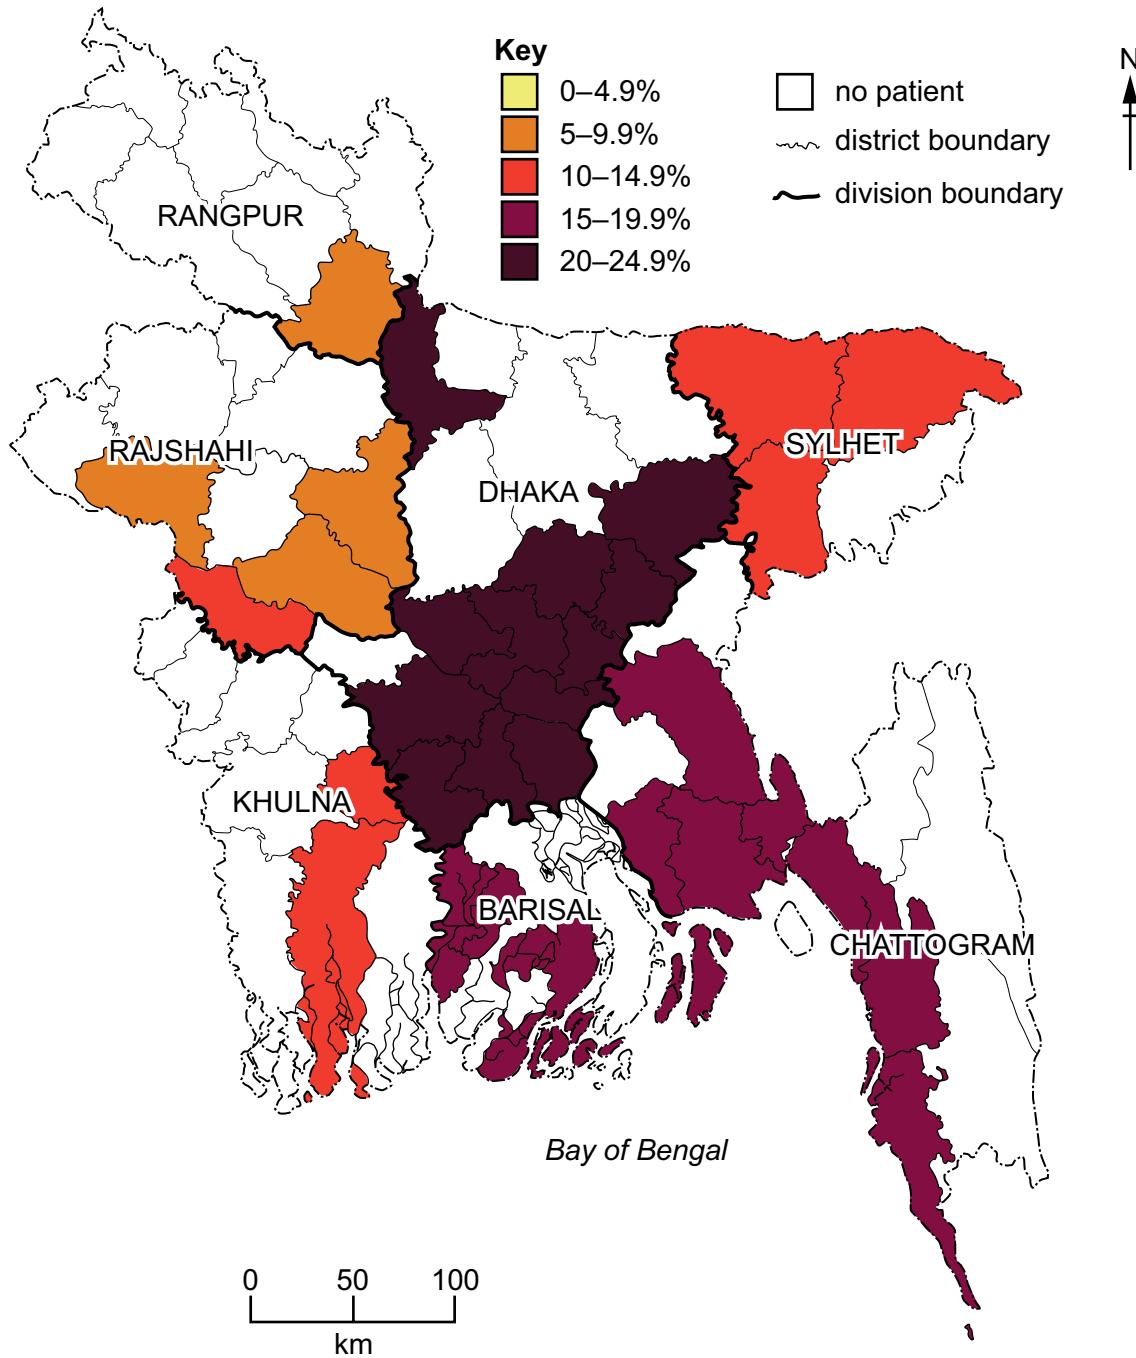 Key
0–4.9%
5–9.9%
10–14.9%
15–19.9%
20–24.9%
no patient
district boundary
division boundary
N
RANGPUR
RAJSHAHI
DHAKA
SYLHET
KHULNA
BARISAL
CHATTOGRAM
Bay of Bengal
0 50 100
km